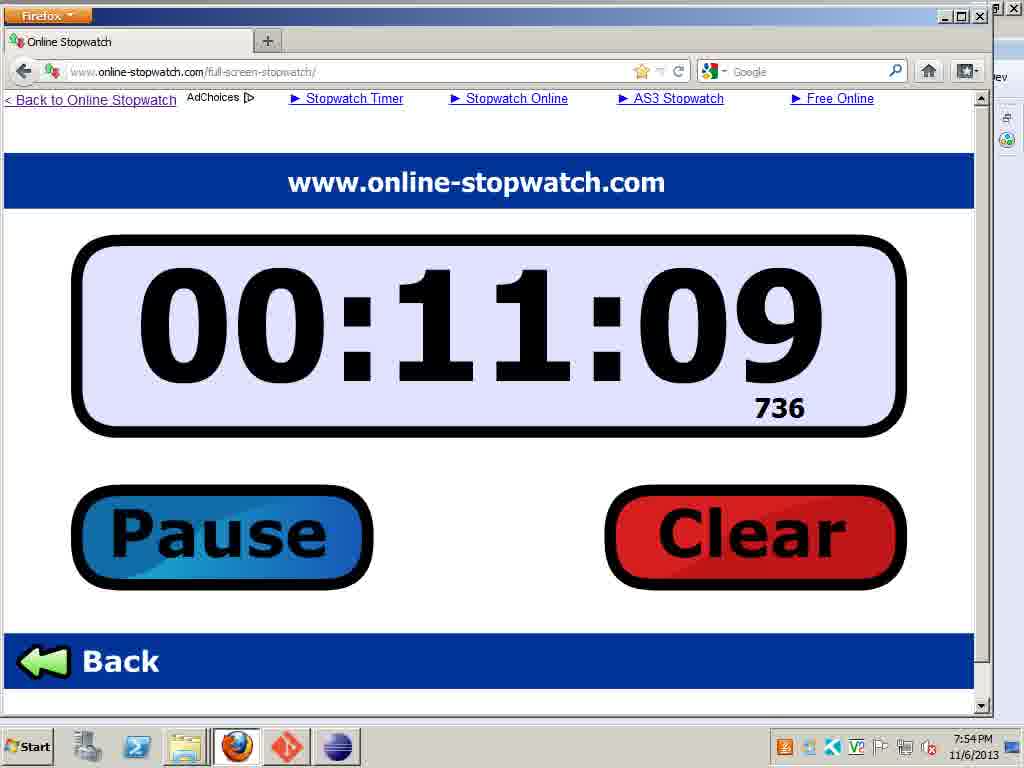 Firefox
Online Stopwatch
www.online-stopwatch.com/full-screen-stopwatch/
Google
< Back to Online Stopwatch
AdChoices
► Stopwatch Timer
► Stopwatch Online
► AS3 Stopwatch
► Free Online
www.online-stopwatch.com
00:11:09
736
Pause
Clear
Back
Start
7:54 PM
11/6/2013